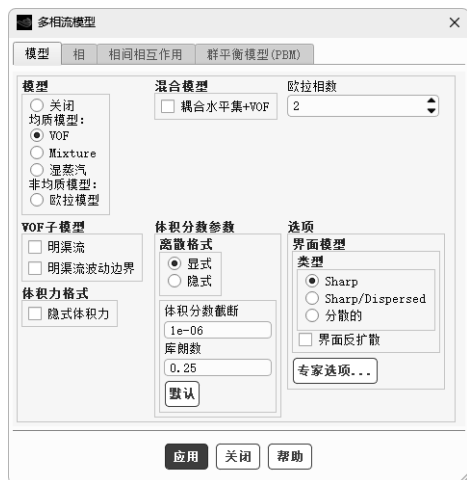 多相流模型
模型 相 相间相互作用 群平衡模型(PBM)
模型
关闭
均质模型:
VOF
Mixture
湿蒸汽
非均质模型:
欧拉模型
混合模型
耦合水平集+VOF
欧拉相数
2
VOF子模型
明渠流
明渠流波动边界
体积力格式
隐式体积力
体积分数参数
离散格式
显式
隐式
体积分数截断
1e-06
库朗数
0.25
默认
选项
界面模型
类型
Sharp
Sharp/Dispersed
分散的
界面反扩散
专家选项...
应用 关闭 帮助